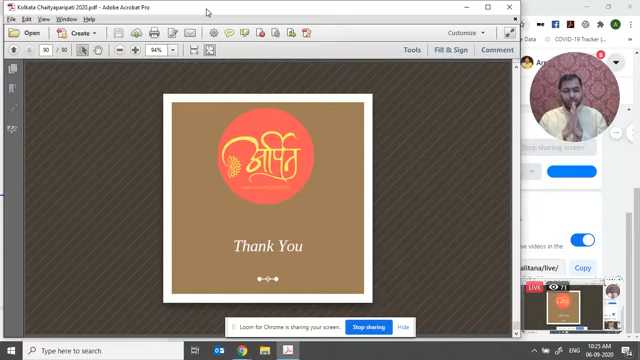 Kolkata Chaityaparipati 2020.pdf - Adobe Acrobat Pro
File Edit View Window Help
Open Create
Customize
90 / 90 94%
Tools Fill & Sign Comment
अर्पित
Thank You
Loom for Chrome is sharing your screen. Stop sharing Hide
COVID-19 Tracker |
8
Stop sharing screen
live videos in the
alitana/live/ Copy
LIVE 71
Type here to search
ENG
10:25 AM
06-09-2020